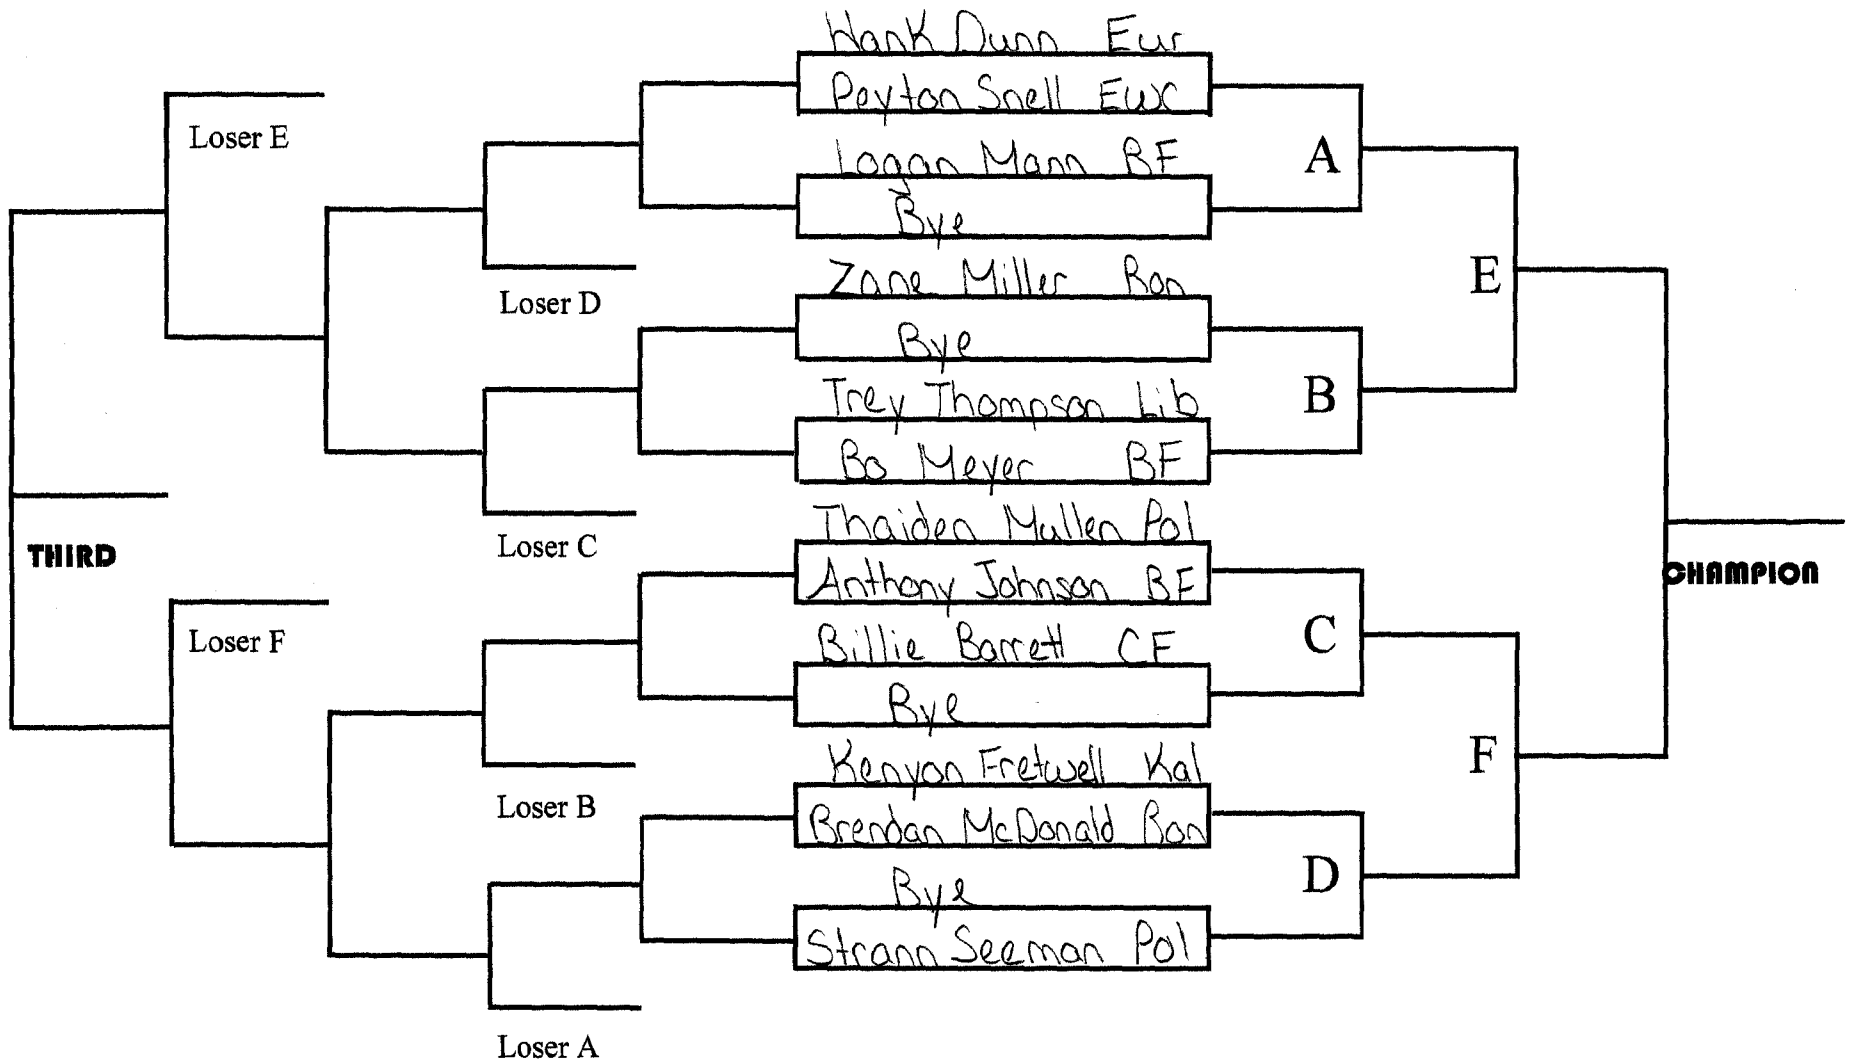 Hank Dunn Eur
Peyton Snell EWC
Loser E
Logan Mann BF
A
Bye
Zane Miller Ron
E
Loser D
Bye
Trey Thompson Lib
B
Bo Meyer BF
Thaiden Mullen Pol
Loser C
THIRD
Anthony Johnson BF
CHAMPION
Loser F
Billie Barrett CF
C
Bye
Kenyon Fretwell Kal
F
Loser B
Brendan McDonald Ron
Bye
D
Strann Seeman Pol
Loser A